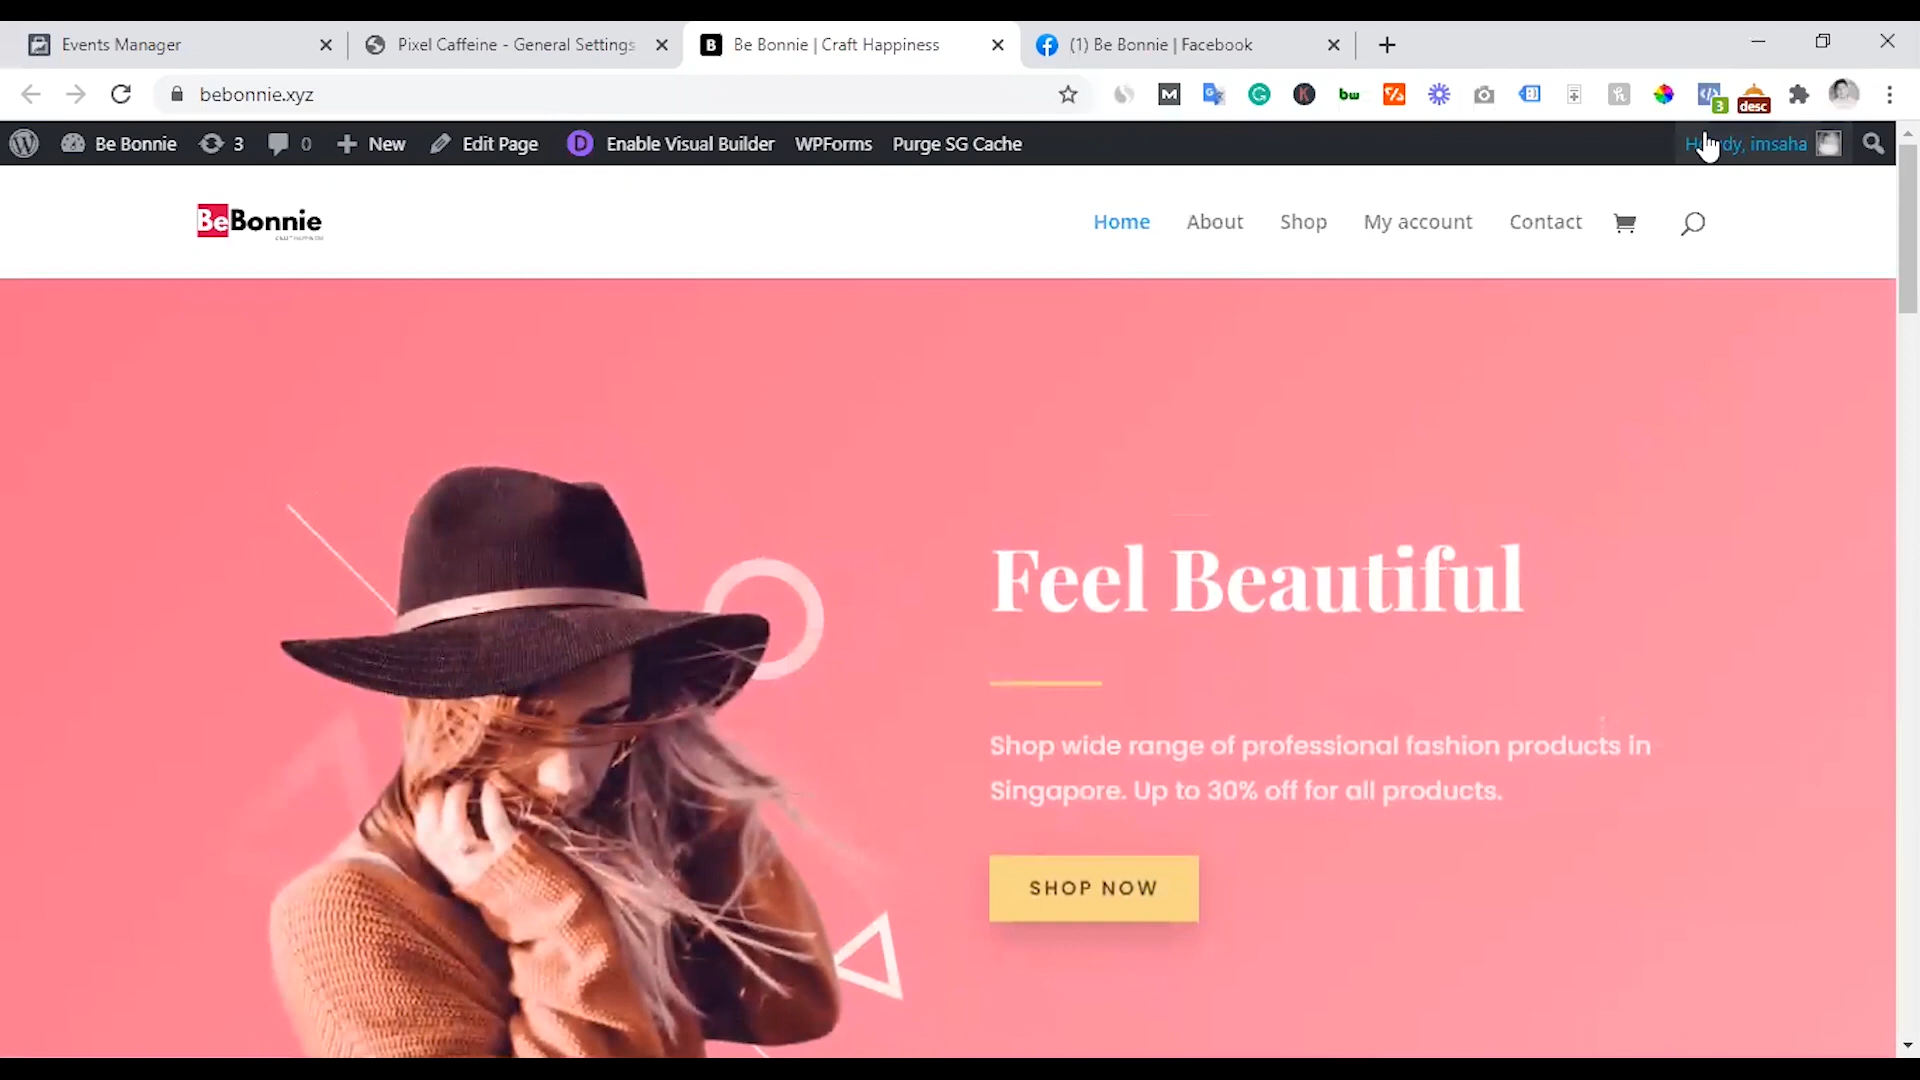 Events Manager
Pixel Caffeine - General Settings
Be Bonnie | Craft Happiness
(1) Be Bonnie | Facebook
bebonnie.xyz
3
desc
Be Bonnie
3
0
New
Edit Page
Enable Visual Builder
WPForms
Purge SG Cache
imsaha
BeBonnie
Home
About
Shop
My account
Contact
Feel Beautiful
Shop wide range of professional fashion products in
Singapore. Up to 30% off for all products.
SHOP NOW